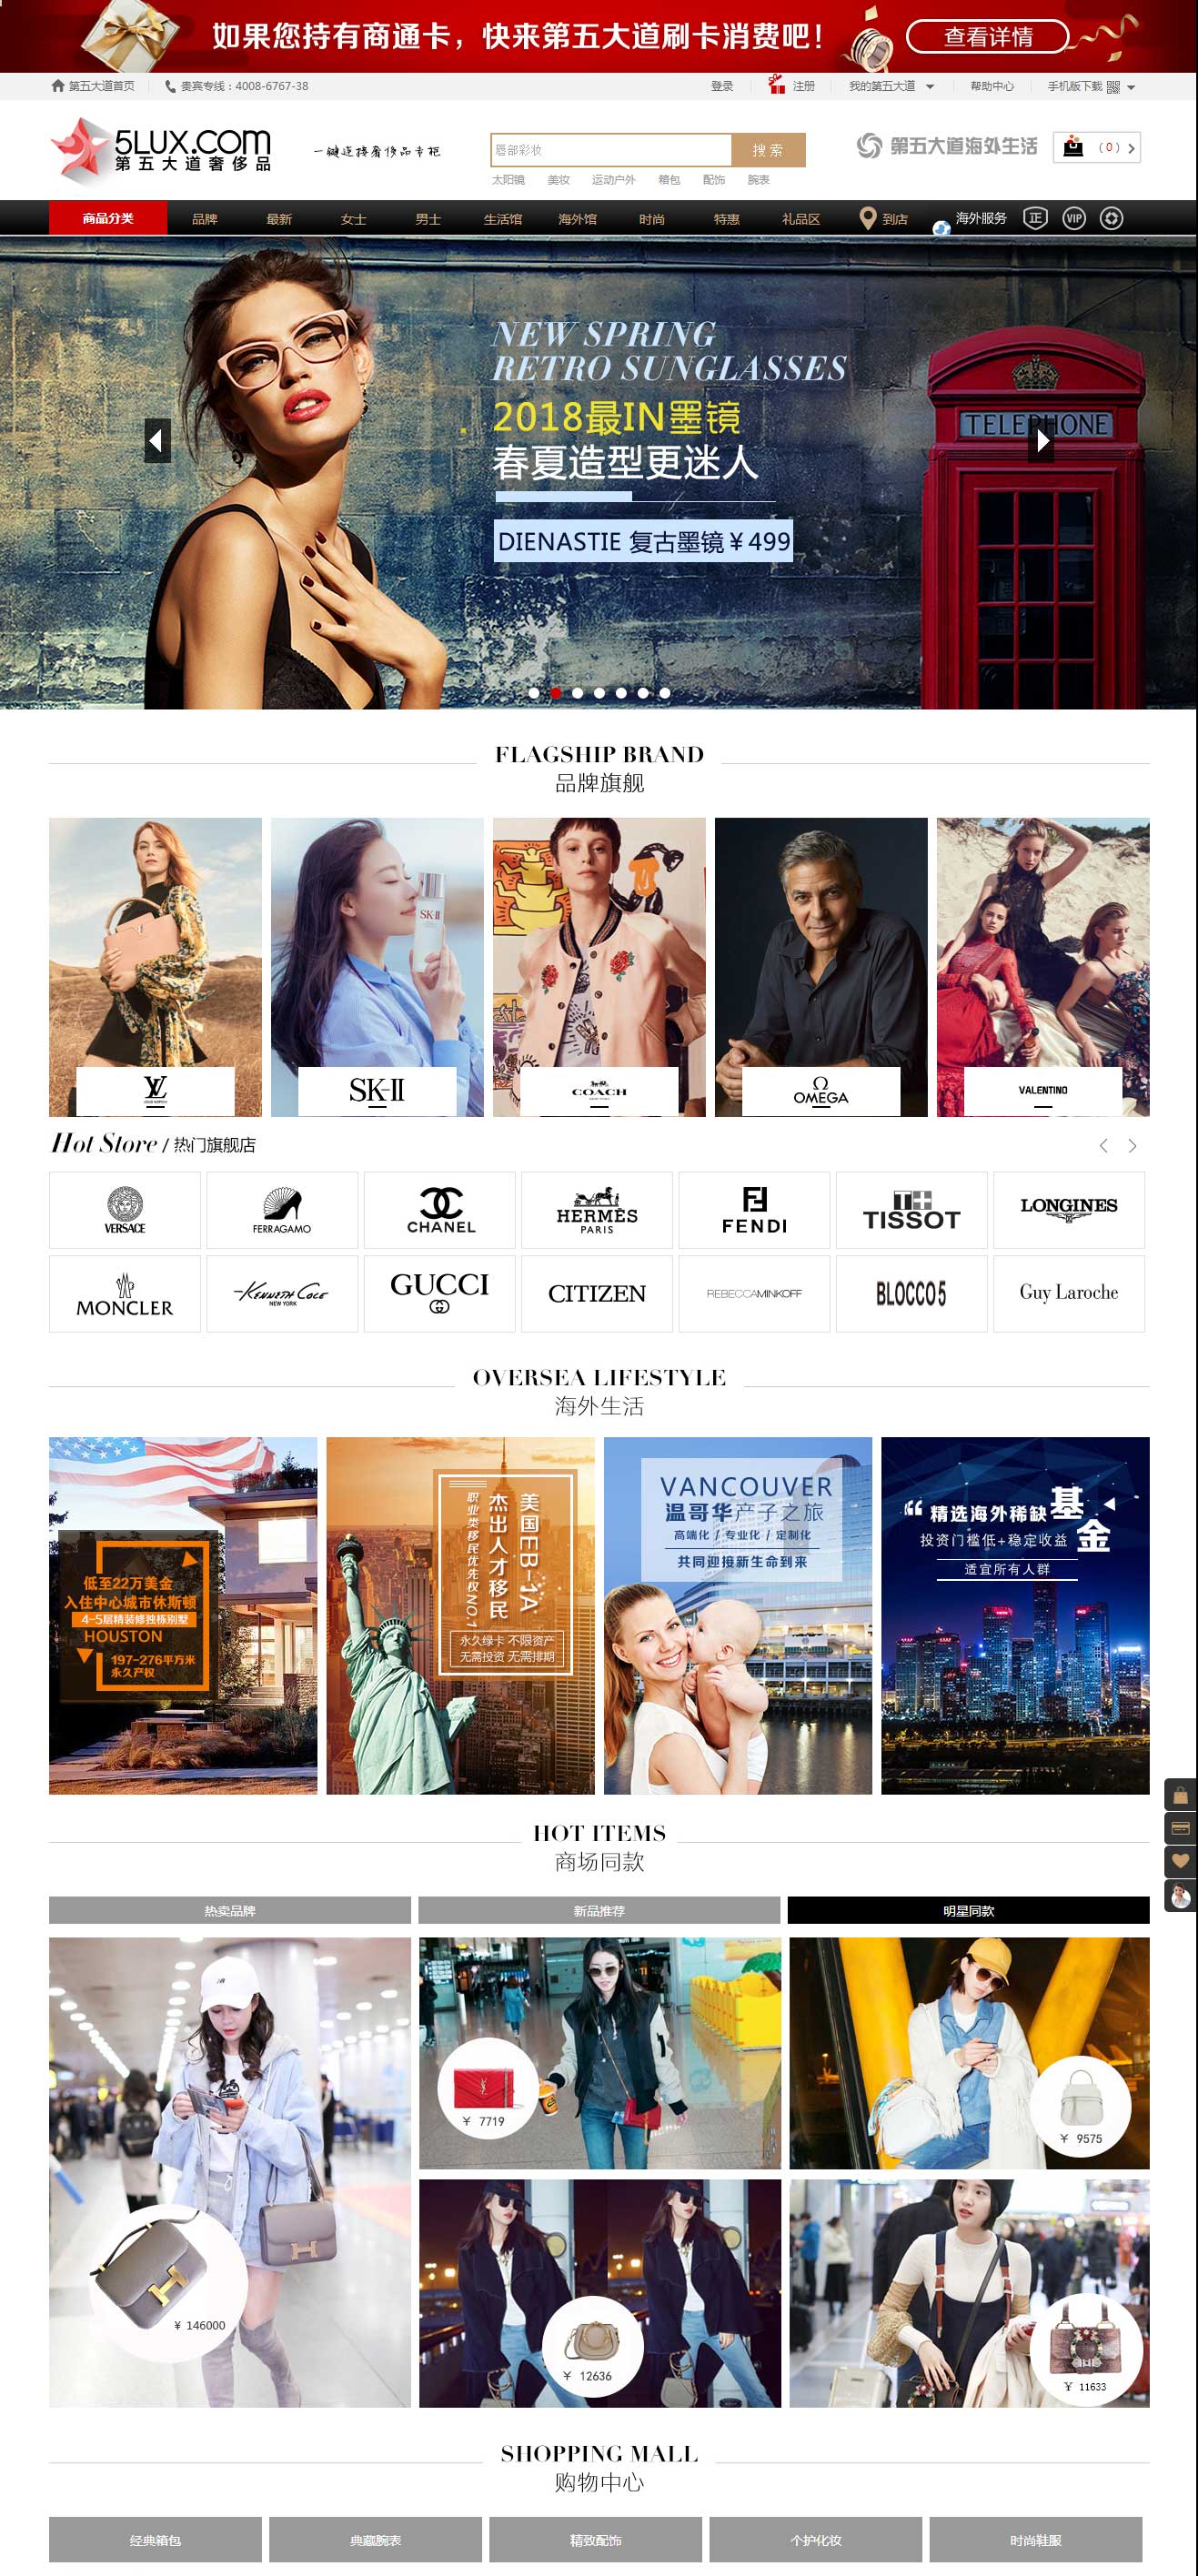 如果您持有商通卡，快来第五大道刷卡消费吧！ 查看详情
第五大道首页 贵宾专线：4008-6767-38 登录 注册 我的第五大道 帮助中心 手机版下载
5LUX.COM
第五大道奢侈品
一键连接奢侈品专柜
唇部彩妆 搜索
太阳镜 美妆 运动户外 箱包 配饰 腕表
第五大道海外生活
(0)
商品分类 品牌 最新 女士 男士 生活馆 海外馆 时尚 特惠 礼品区 到店 海外服务 正 VIP
NEW SPRING
RETRO SUNGLASSES
2018最IN墨镜
春夏造型更迷人
DIENASTIE 复古墨镜￥499
TELEPHONE
FLAGSHIP BRAND
品牌旗舰
SK-II
LV
SK-II
COACH
Ω
OMEGA
VALENTINO
Hot Store / 热门旗舰店
VERSACE
FERRAGAMO
CHANEL
HERMÈS
PARIS
FENDI
TISSOT
LONGINES
MONCLER
KENNETH COLE
NEW YORK
GUCCI
CITIZEN
REBECCAMINKOFF
BLOCCO5
Guy Laroche
OVERSEA LIFESTYLE
海外生活
低至22万美金
入住中心城市休斯顿
4-5层精装修独栋别墅
HOUSTON
197-276平方米
永久产权
美国EB-1A
杰出人才移民
职业类移民优先权NO.1
永久绿卡 不限资产
无需投资 无需排期
VANCOUVER
温哥华产子之旅
高端化 / 专业化 / 定制化
共同迎接新生命到来
精选海外稀缺基金
投资门槛低+稳定收益
适宜所有人群
HOT ITEMS
商场同款
热卖品牌 新品推荐 明星同款
¥ 146000
¥ 7719
¥ 9575
¥ 12636
¥ 11633
SHOPPING MALL
购物中心
经典箱包 典藏腕表 精致配饰 个护化妆 时尚鞋服